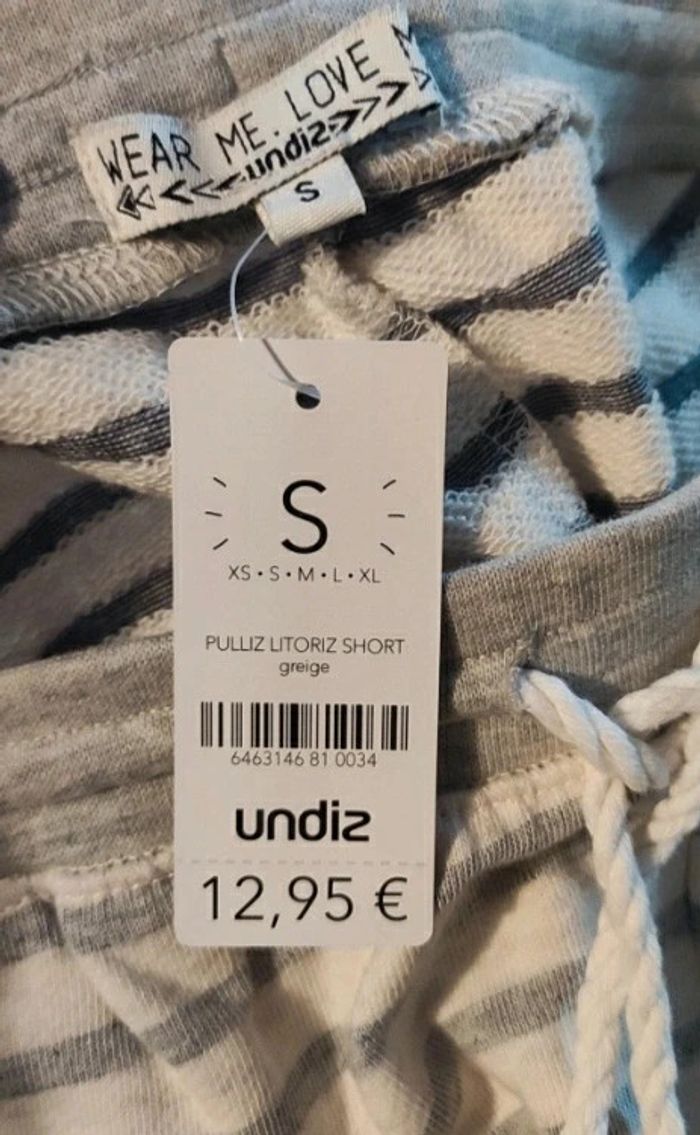 WEAR ME. LOVE M
undiz
S
S
XS • S • M • L • XL
PULLIZ LITORIZ SHORT
greige
6463146 81 0034
undiz
12,95 €